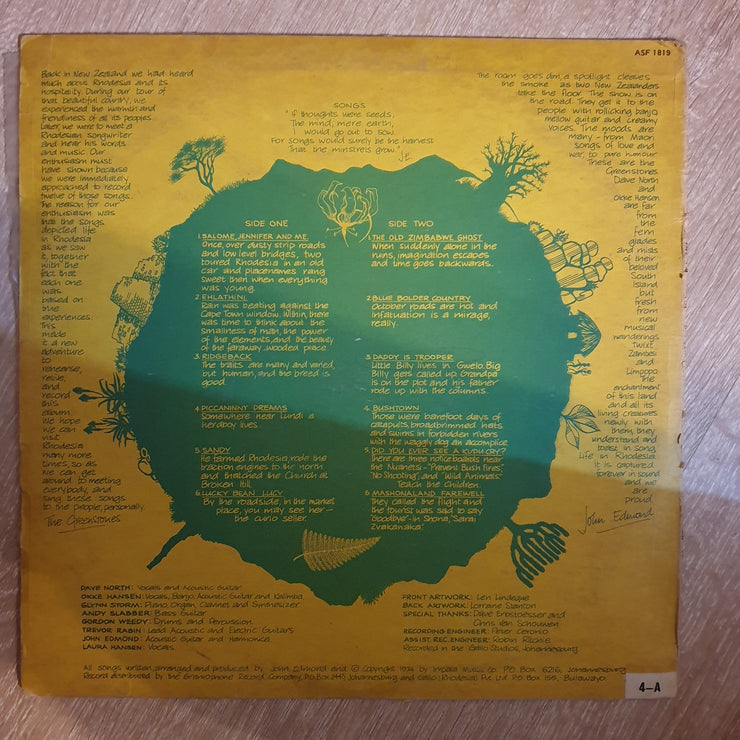 ASF 1819
Back in New Zealand we had heard
much about Rhodesia and its
hospitality. During our tour of
that beautiful country, we
experienced the warmth and
friendliness of all its peoples.
Later, we were to meet a
Rhodesian songwriter
and hear his words
and music. Our
enthusiasm must
have shown because
we were immediately
approached to record
twelve of those songs.
The reason for our
enthusiasm was
that the songs
depicted life
in Rhodesia
as we saw
it, together
with the
fact that
each one
was
based on
true
experiences.
This
made
it a new
adventure
to
rehearse,
revise,
and
record
this
album.
We hope
we can
visit
Rhodesia
many more
times, so as
we can get
around to meeting
everybody, and
sing these songs
to the people, personally.
The Greenstones
SONGS
"If thoughts were seeds,
The mind, mere earth,
I would go out to sow.
For songs would surely be the harvest
That the minstrels grow."
J.E
The room goes dim, a spotlight cleaves
the smoke as two New Zealanders
take the floor. The show is on
the road. They get it to the
people with rollicking banjo,
mellow guitar and creamy
voices. The moods are
many - from Maori
songs of love and
war, to pure humour.
These are the
Greenstones.
Dave North
and
Okke Hansen
are far
from
the
fern
glades
and mists
of their
beloved
South
Island
but
fresh
from
new
musical
wanderings
Twixt
Zambesi
and
Limpopo.
The
enchantment
of this land
and all its
living creatures
newly with
them, they
understand and
toast in song,
Life in Rhodesia
it is captured
forever in sound
and we
are
proud.
John Edmond
SIDE ONE
1. SALOME, JENNIFER AND ME.
Once, over dusty strip roads
and low level bridges, two
toured Rhodesia in an old
car and placenames rang
sweet then when everything
was young.
2. EHLATHINI.
Rain was beating against the
Cape Town window. Within, there
was time to think about the
smallness of man, the power
of the elements, and the beauty
of the faraway...wooded place.
3. RIDGEBACK
The traits are many and varied,
but human, and the breed is
good.
4. PICCANINNY DREAMS
Somewhere near Lundi a
herdboy lives.
5. SANDY
He farmed Rhodesia, rode the
traction engines to the north
and thatched the Church at
Broken Hill.
6. LUCKY BEAN LUCY
By the roadside, in the market
place, you may see her -
the curio seller.
SIDE TWO
1. THE OLD ZIMBABWE GHOST
When suddenly alone in the
ruins, imagination escapes
and time goes backwards.
2. BLUE BOLDER COUNTRY
October roads are hot and
infatuation is a mirage,
really.
3. DADDY IS TROOPER
Little Billy lives in Gwelo. Big
Billy gets called up. Grandpa
is on the plot and his father
rode up with the columns.
4. BUSHTOWN
Those were barefoot days of
catapults, broadbrimmed hats
and swims in forbidden rivers
with the waggly dog an accomplice.
5. DID YOU EVER SEE A KUDU CRY?
There are three notice boards near
the Nuanetsi - "Prevent Bush Fires",
"No Shooting", and "Wild Animals".
Teach the Children.
6. MASHONALAND FAREWELL
They called the flight and
the tourist was said to say
"Goodbye" - in Shona, "Sarai
Zvakanaka".
DAVE NORTH: Vocals and Acoustic Guitar
OKKE HANSEN: Vocals, Banjo, Acoustic Guitar and Kalimba
GLYNN STORM: Piano, Organ, Clarinet and Synthesizer
ANDY SLABBER: Bass Guitar
GORDON WEEDY: Drums and Percussion
TREVOR RABIN: Lead Acoustic and Electric Guitars
JOHN EDMOND: Acoustic Guitar and Harmonica
LAURA HANSEN: Vocals.
FRONT ARTWORK: Len Lindeque
BACK ARTWORK: Lorraine Stanton
SPECIAL THANKS: Dave Erostoesser and
Chris van Schouwen
RECORDING ENGINEER: Peter Ceronio
ASSIST. REC. ENGINEER: Robin Ritchie
Recorded in the Gallo Studios, Johannesburg
All songs written, arranged and produced by John Edmond and © Copyright 1974 by Impala Music Co. P.O. Box 6216, Johannesburg
Record distributed by the Gramophone Record Company, P.O. Box 2445 Johannesburg and Gallo (Rhodesia) Pvt. Ltd. P.O. Box 155, Bulawayo.
4-A